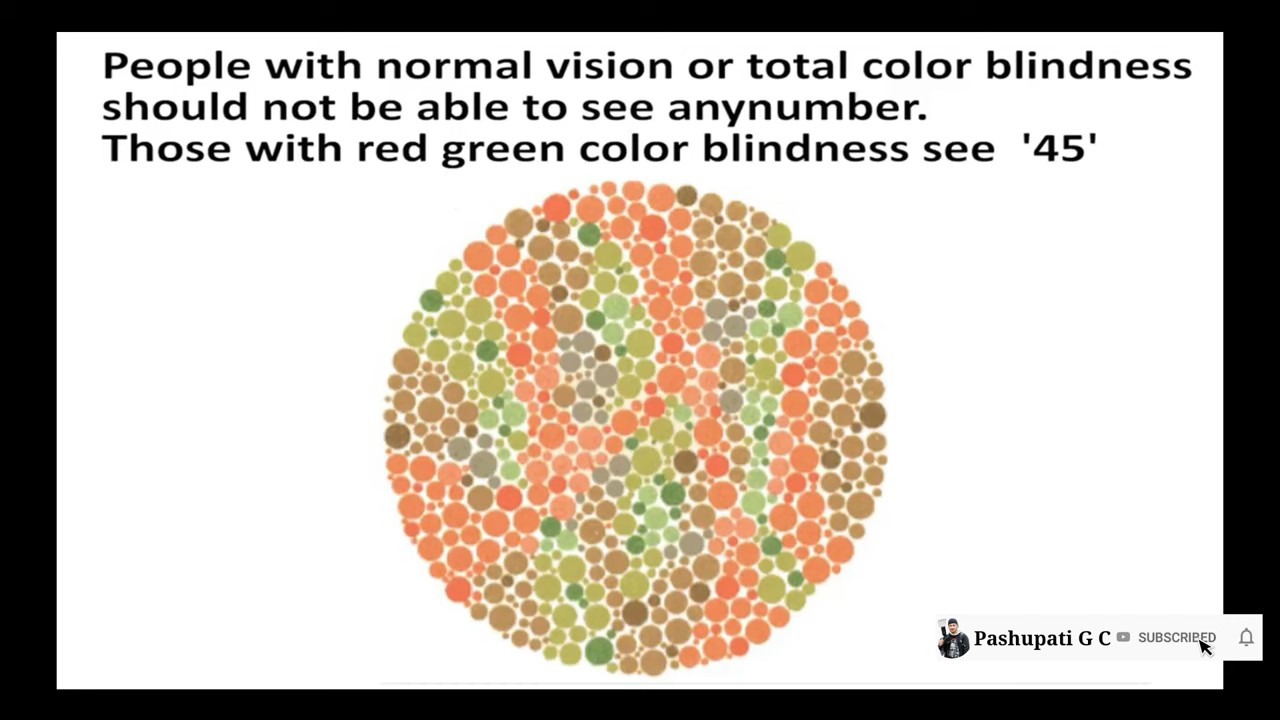 People with normal vision or total color blindness
should not be able to see anynumber.
Those with red green color blindness see '45'
Pashupati G C SUBSCRIBED